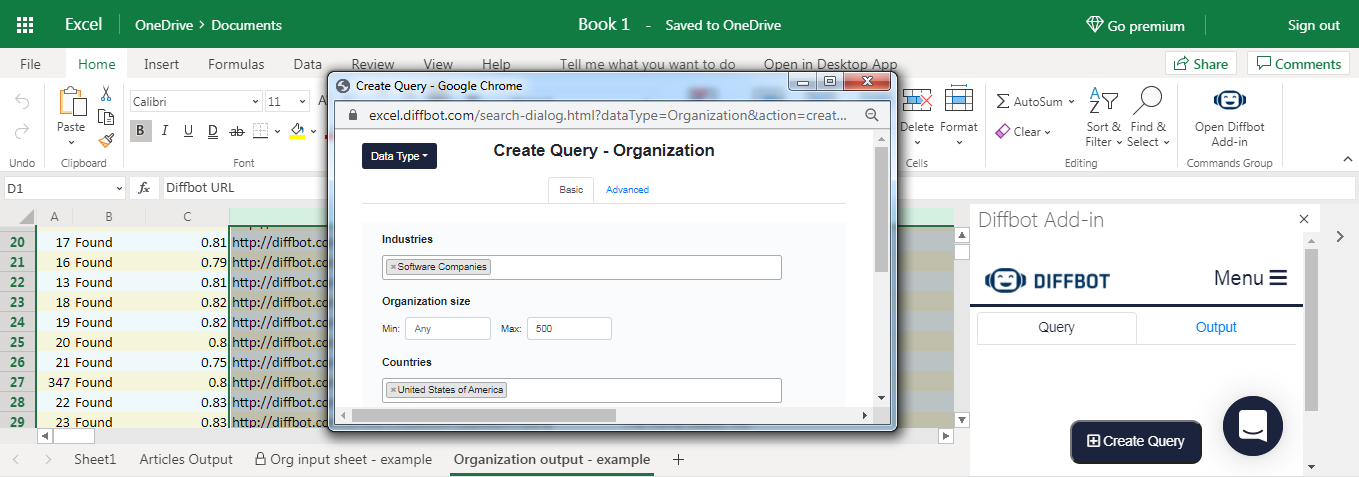 Excel OneDrive > Documents Book 1 - Saved to OneDrive Go premium Sign out
File Home Insert Formulas Data Review View Help Tell me what you want to do Open in Desktop App Share Comments
Create Query - Google Chrome
excel.diffbot.com/search-dialog.html?dataType=Organization&action=creat...
Data Type
Create Query - Organization
Basic Advanced
Industries
×Software Companies
Organization size
Min: Any Max: 500
Countries
×United States of America
Undo
Paste
Clipboard
Calibri 11 A
B I U D ab
Font
Delete Format
Cells
AutoSum
Clear
Sort & Filter
Find & Select
Editing
Open Diffbot Add-in
Commands Group
D1 fx Diffbot URL
A B C
20 17 Found 0.81 http://diffbot.co
21 16 Found 0.79 http://diffbot.co
22 13 Found 0.81 http://diffbot.co
23 18 Found 0.82 http://diffbot.co
24 19 Found 0.82 http://diffbot.co
25 20 Found 0.8 http://diffbot.co
26 21 Found 0.75 http://diffbot.co
27 347 Found 0.8 http://diffbot.co
28 22 Found 0.83 http://diffbot.co
29 23 Found 0.83 http://diffbot.co
Diffbot Add-in
DIFFBOT Menu
Query Output
Create Query
Sheet1 Articles Output Org input sheet - example Organization output - example